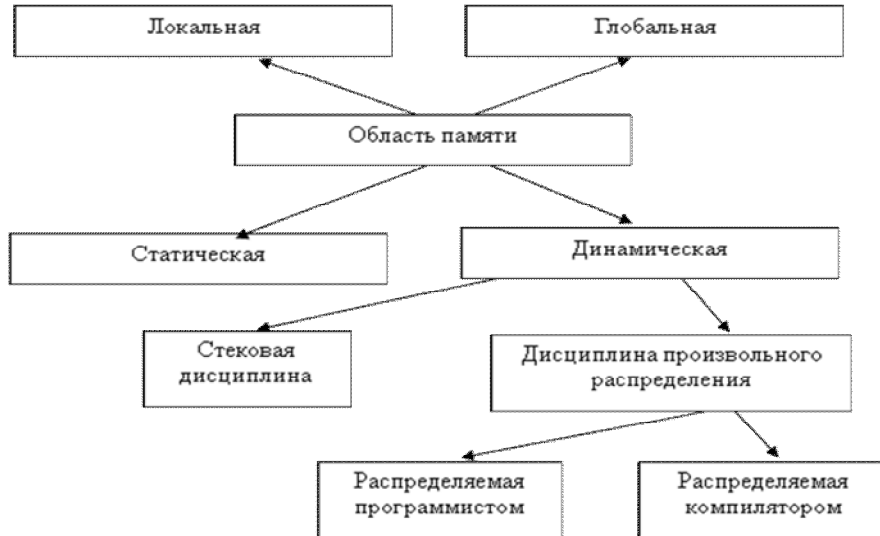 Локальная
Глобальная
Область памяти
Статическая
Динамическая
Стековая
дисциплина
Дисциплина произвольного
распределения
Распределяемая
программистом
Распределяемая
компилятором